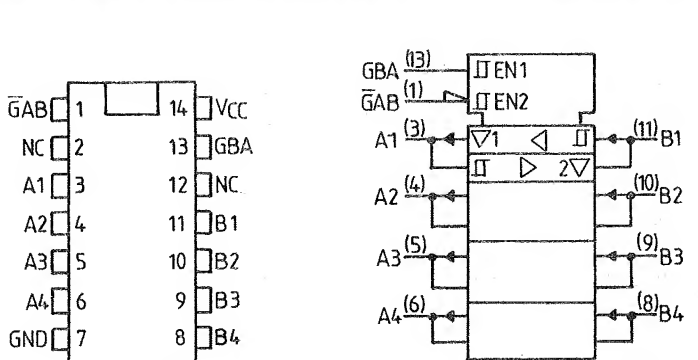 G̅AB 1 14 VCC
NC 2 13 GBA
A1 3 12 NC
A2 4 11 B1
A3 5 10 B2
A4 6 9 B3
GND 7 8 B4
GBA (13) EN1
G̅AB (1) EN2
A1 (3) 1 (11) B1
2
A2 (4) (10) B2
A3 (5) (9) B3
A4 (6) (8) B4